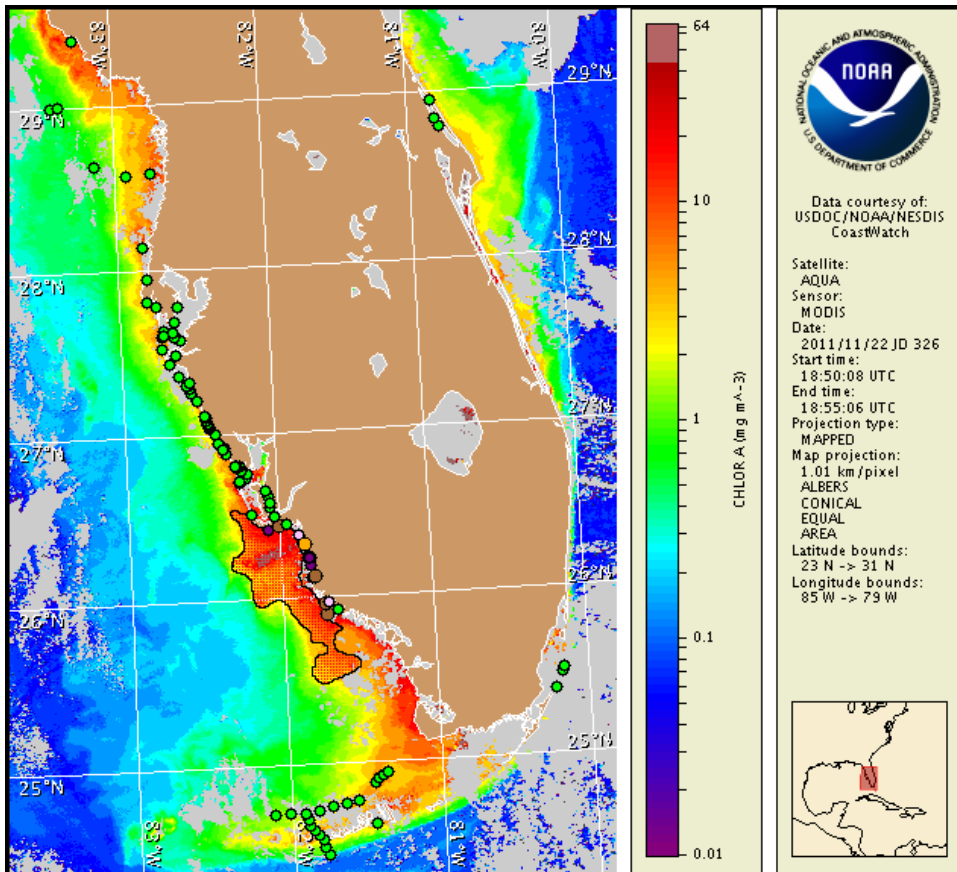 83°W
82°W
81°W
80°W
29°N
29°N
28°N
28°N
27°N
27°N
26°N
26°N
25°N
25°N
83°W
82°W
81°W
64
10
1
0.1
0.01
CHLOR A (mg m^-3)
NATIONAL OCEANIC AND ATMOSPHERIC ADMINISTRATION
NOAA
U.S. DEPARTMENT OF COMMERCE
Data courtesy of:
USDOC/NOAA/NESDIS
CoastWatch
Satellite:
AQUA
Sensor:
MODIS
Date:
2011/11/22 JD 326
Start time:
18:50:08 UTC
End time:
18:55:06 UTC
Projection type:
MAPPED
Map projection:
1.01 km/pixel
ALBERS
CONICAL
EQUAL
AREA
Latitude bounds:
23 N -> 31 N
Longitude bounds:
85 W -> 79 W